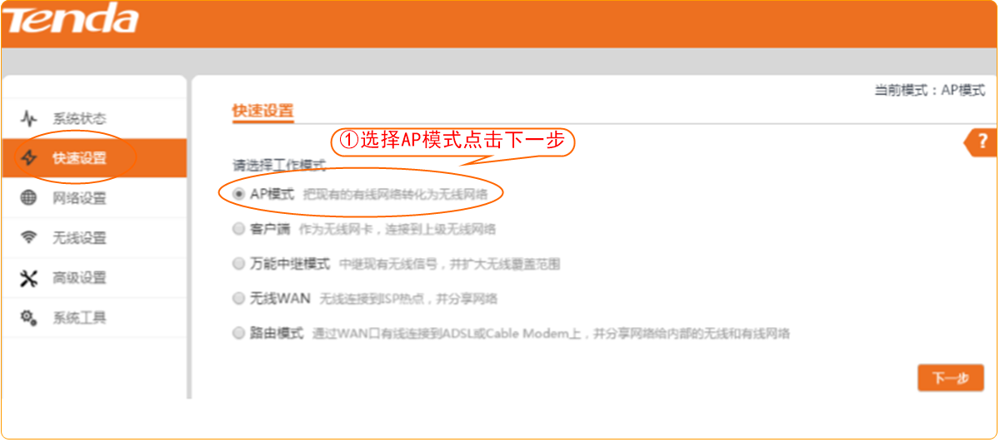 Tenda
当前模式：AP模式
系统状态
快速设置
网络设置
无线设置
高级设置
系统工具
快速设置
①选择AP模式点击下一步
?
请选择工作模式
AP模式 把现有的有线网络转化为无线网络
客户端 作为无线网卡，连接到上级无线网络
万能中继模式 中继现有无线信号，并扩大无线覆盖范围
无线WAN 无线连接到ISP热点，并分享网络
路由模式 通过WAN口有线连接到ADSL或Cable Modem上，并分享网络给内部的无线和有线网络
下一步